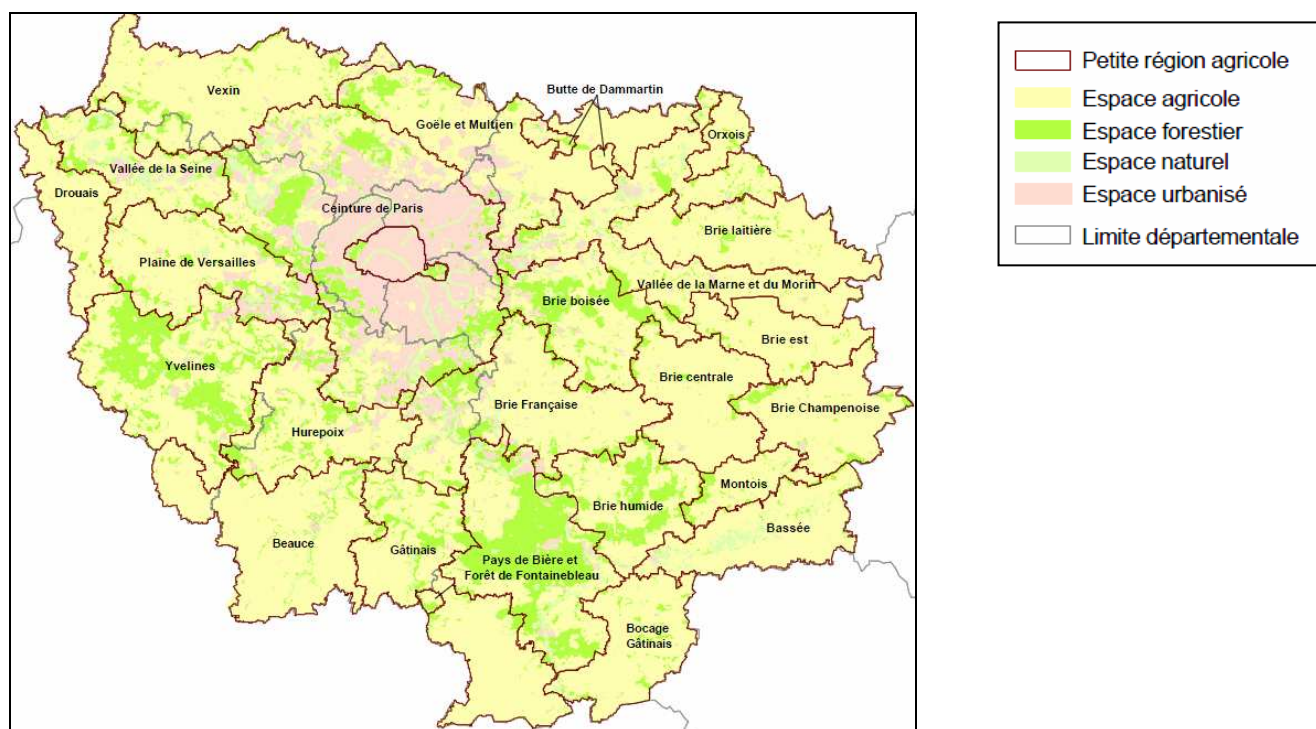 Vexin
Butte de Dammartin
Goële et Multien
Orxois
Vallée de la Seine
Drouais
Ceinture de Paris
Brie laitière
Plaine de Versailles
Vallée de la Marne et du Morin
Brie boisée
Brie est
Yvelines
Brie centrale
Brie Française
Brie Champenoise
Hurepoix
Montois
Brie humide
Bassée
Beauce
Gâtinais
Pays de Bière et
Forêt de Fontainebleau
Bocage
Gâtinais
Petite région agricole
Espace agricole
Espace forestier
Espace naturel
Espace urbanisé
Limite départementale